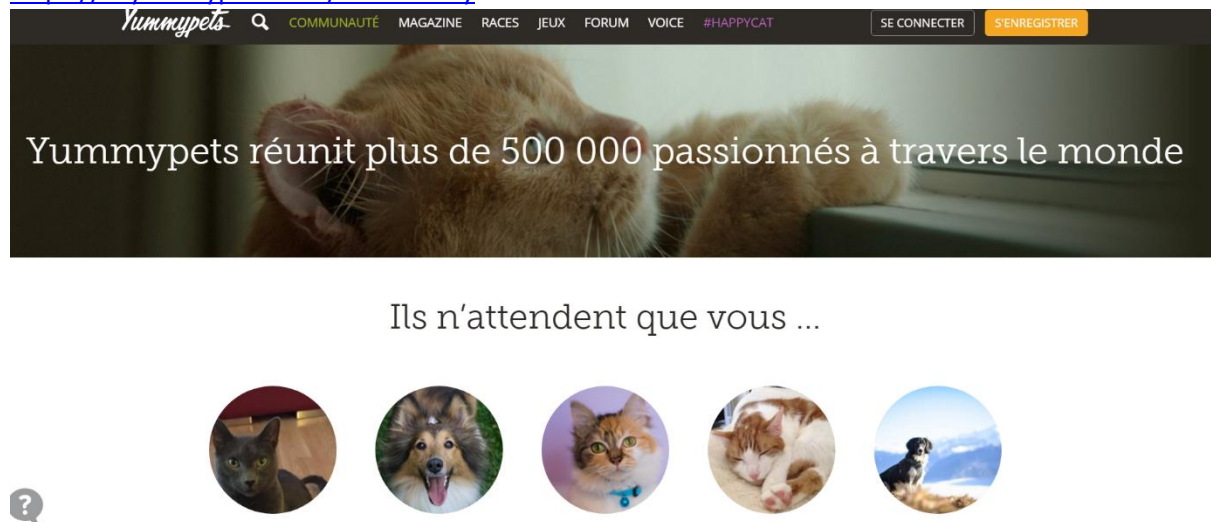 Yummypets COMMUNAUTÉ MAGAZINE RACES JEUX FORUM VOICE #HAPPYCAT SE CONNECTER S'ENREGISTRER
Yummypets réunit plus de 500 000 passionnés à travers le monde
Ils n’attendent que vous ...
?